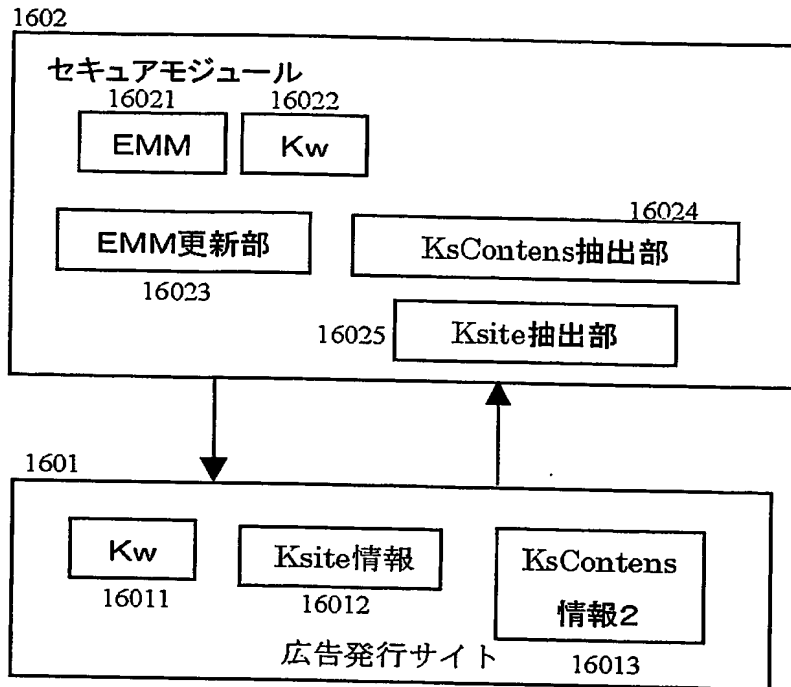 1602
セキュアモジュール
16021
16022
EMM
Kw
16024
EMM更新部
KsContens抽出部
16023
16025
Ksite抽出部
1601
Kw
Ksite情報
KsContens
情報2
16011
16012
広告発行サイト
16013